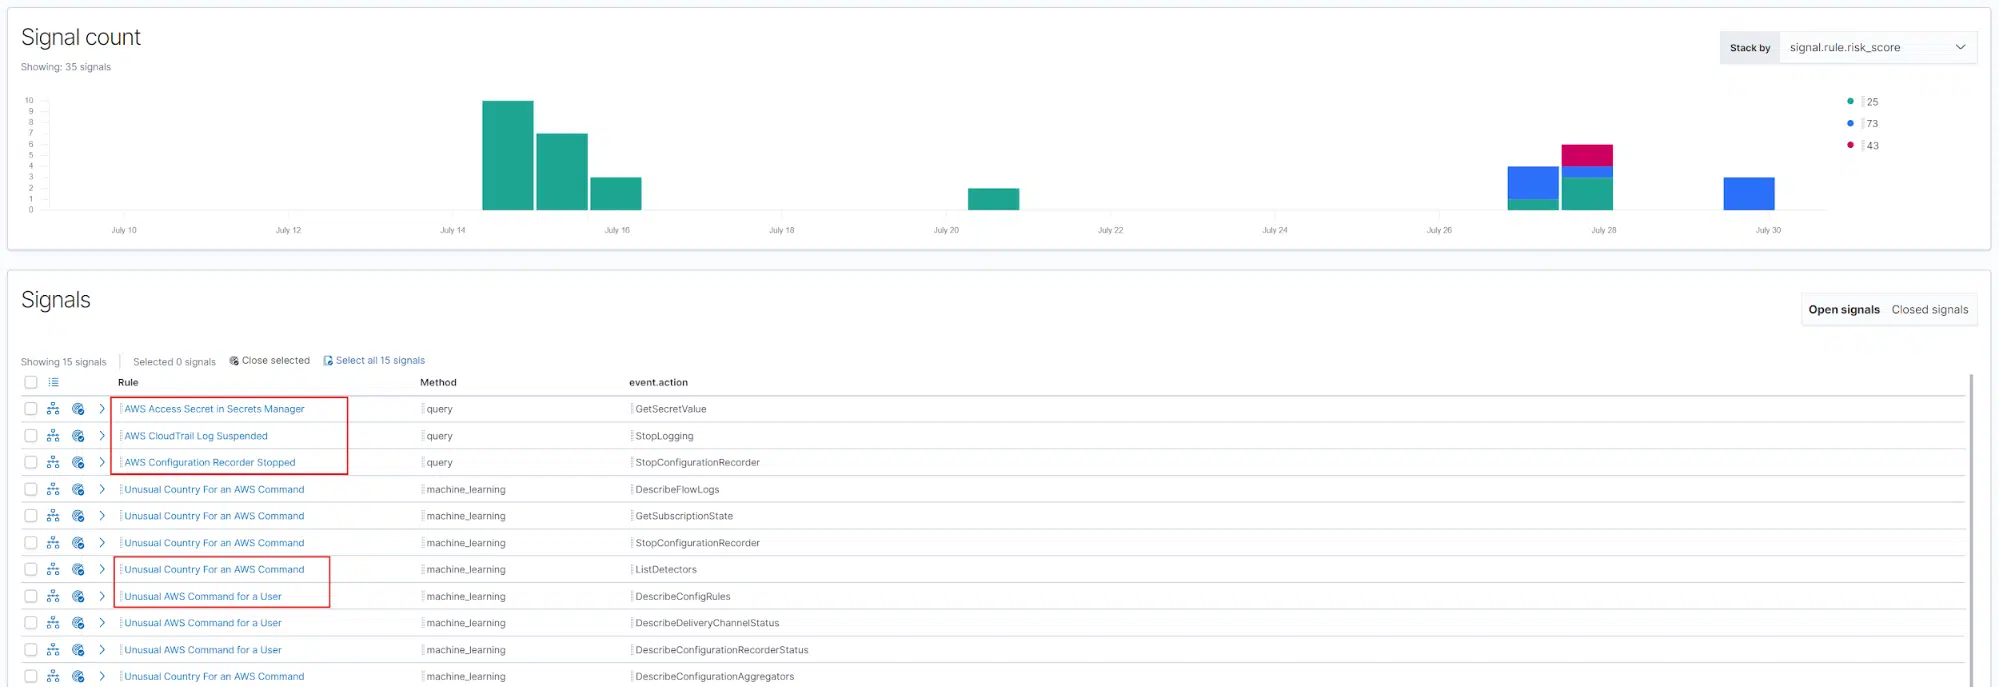 Signal count
Showing: 35 signals
Stack by signal.rule.risk_score
10
9
8
7
6
5
4
3
2
1
0
25
73
43
July 10 July 12 July 14 July 16 July 18 July 20 July 22 July 24 July 26 July 28 July 30
Signals
Open signals Closed signals
Showing 15 signals Selected 0 signals Close selected Select all 15 signals
Rule Method event.action
AWS Access Secret in Secrets Manager query GetSecretValue
AWS CloudTrail Log Suspended query StopLogging
AWS Configuration Recorder Stopped query StopConfigurationRecorder
Unusual Country For an AWS Command machine_learning DescribeFlowLogs
Unusual Country For an AWS Command machine_learning GetSubscriptionState
Unusual Country For an AWS Command machine_learning StopConfigurationRecorder
Unusual Country For an AWS Command machine_learning ListDetectors
Unusual AWS Command for a User machine_learning DescribeConfigRules
Unusual AWS Command for a User machine_learning DescribeDeliveryChannelStatus
Unusual AWS Command for a User machine_learning DescribeConfigurationRecorderStatus
Unusual Country For an AWS Command machine_learning DescribeConfigurationAggregators